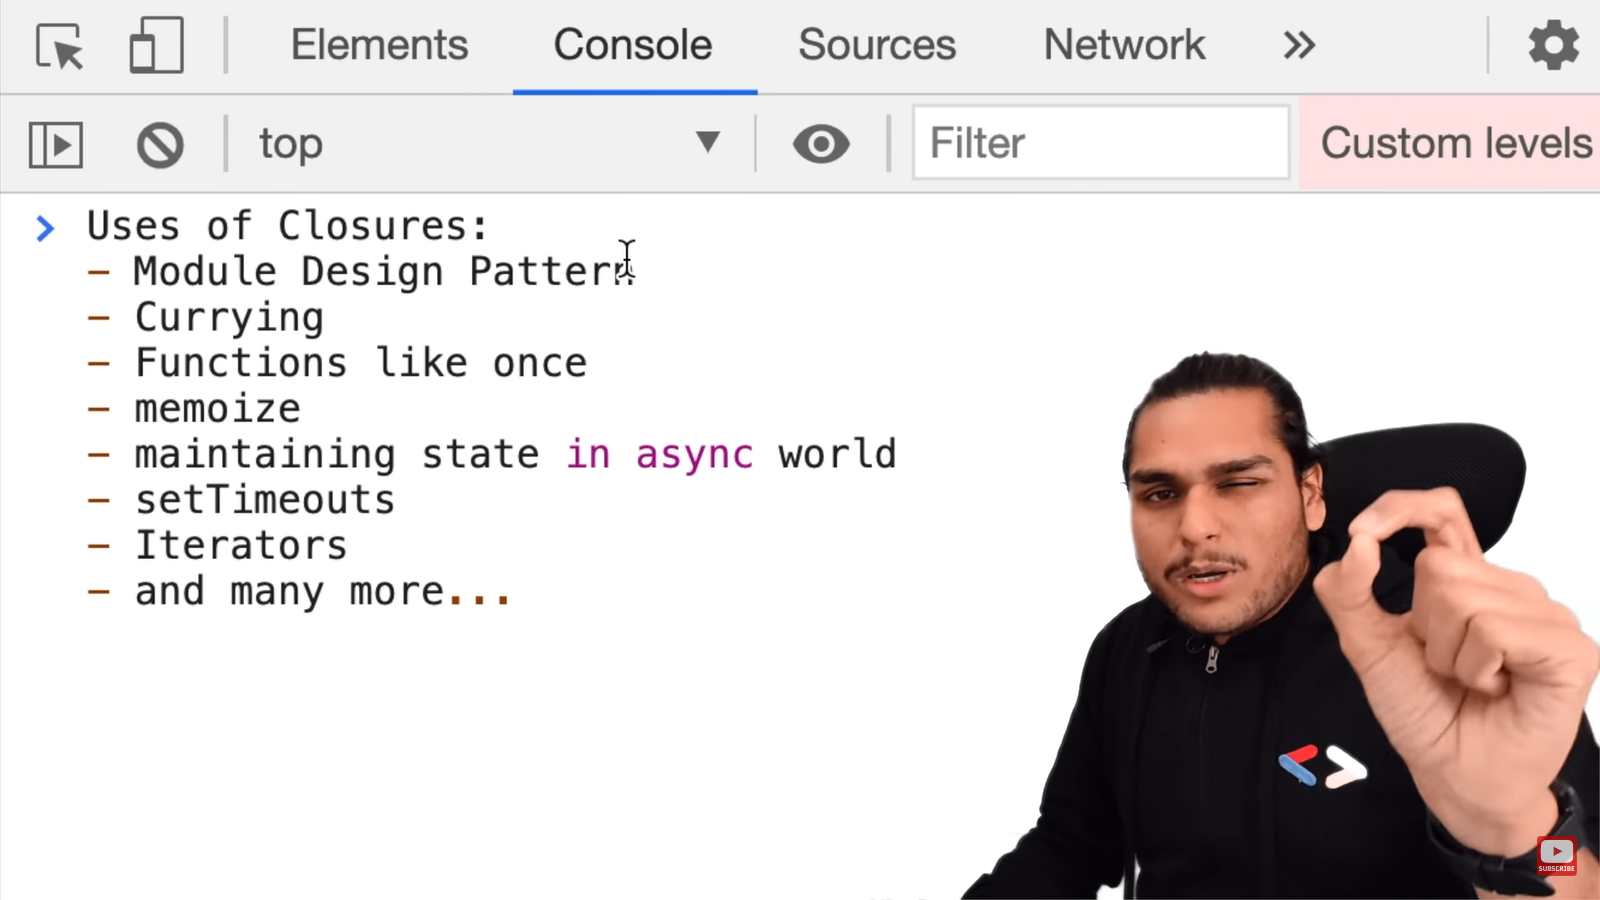 Elements Console Sources Network
top Filter Custom levels
Uses of Closures:
- Module Design Pattern
- Currying
- Functions like once
- memoize
- maintaining state in async world
- setTimeouts
- Iterators
- and many more...
SUBSCRIBE